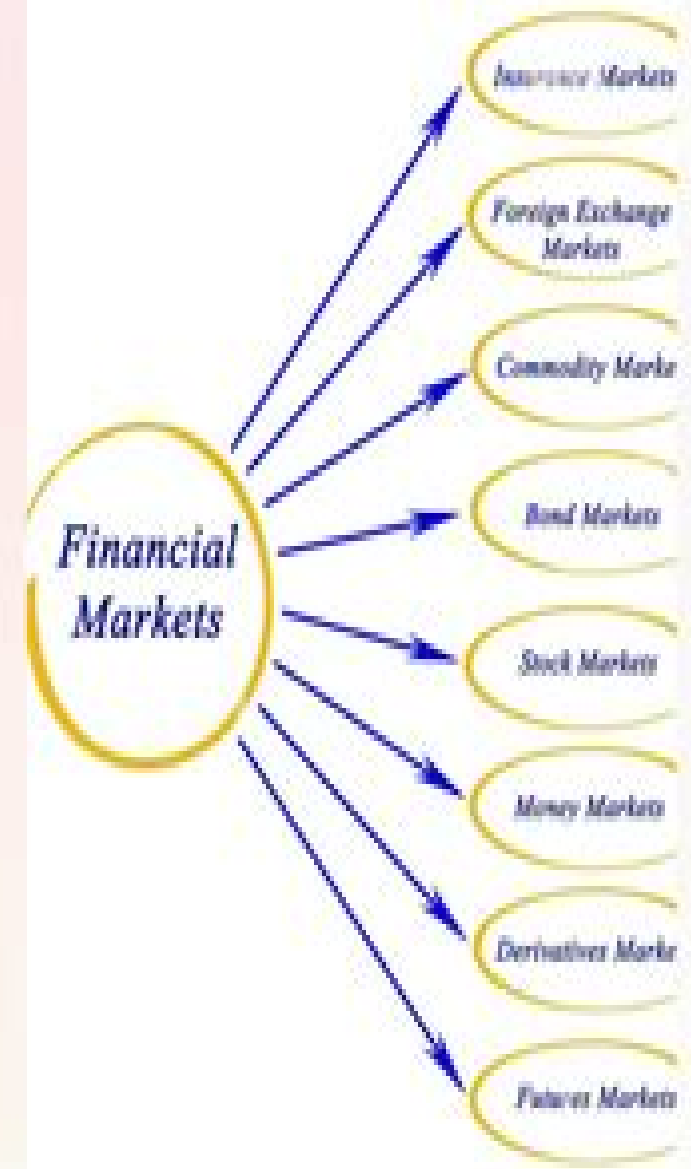 Insurance Markets
Foreign Exchange
Markets
Commodity Marke
Bond Markets
Financial
Markets
Stock Markets
Money Markets
Derivatives Marke
Futures Markets